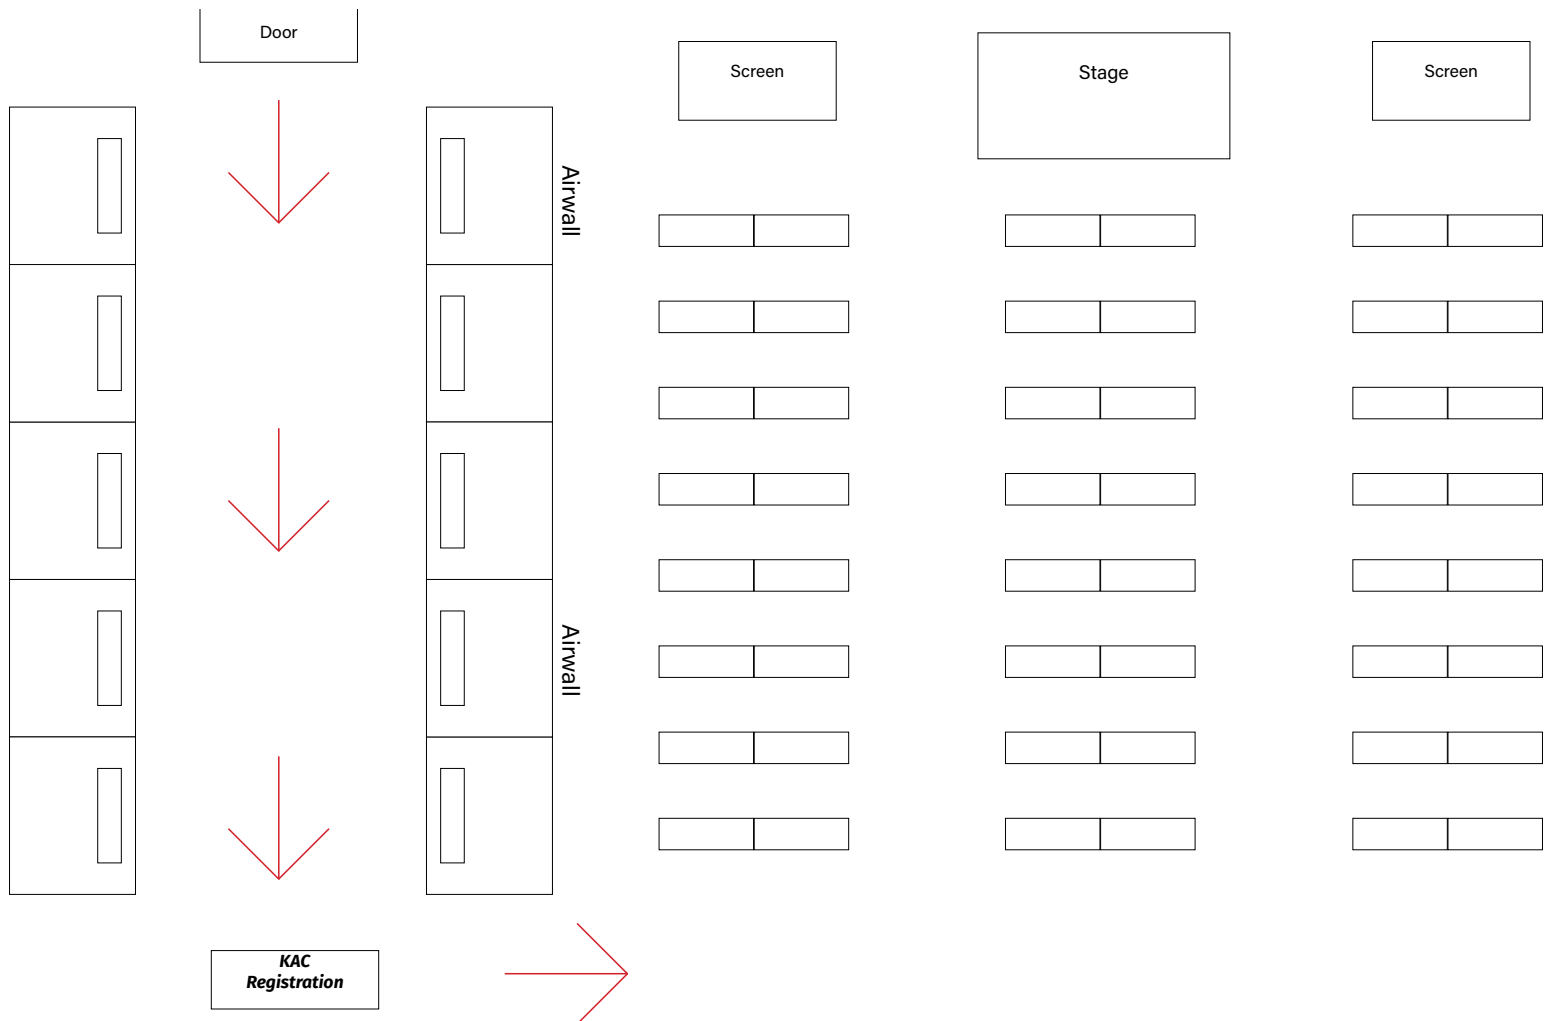 Door
Screen
Stage
Screen
Airwall
Airwall
KAC
Registration